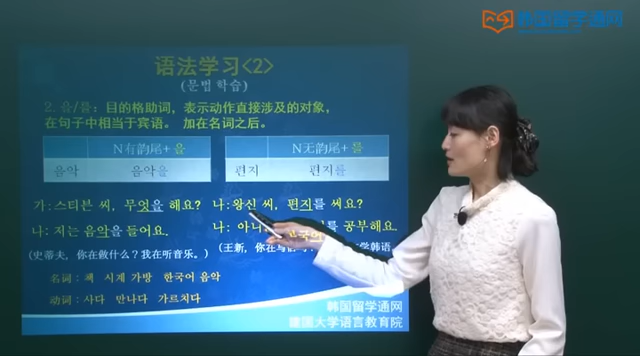 韩国留学通网
语法学习<2>
(문법 학습)
2. 을/를: 目的格助词，表示动作直接涉及的对象，
在句子中相当于宾语。 加在名词之后。
N有韵尾+을
N无韵尾+를
음악
음악을
편지
편지를
가: 스티븐 씨, 무엇을 해요?
나: 저는 음악을 들어요.
(史蒂夫，你在做什么？我在听音乐。)
나: 왕신 씨, 편지를 써요?
나: 아니 를 공부해요.
(王新，你在 学韩语
名词： 책 시계 가방 한국어 음악
动词： 사다 만나다 가르치다
韩国留学通网
建国大学语言教育院